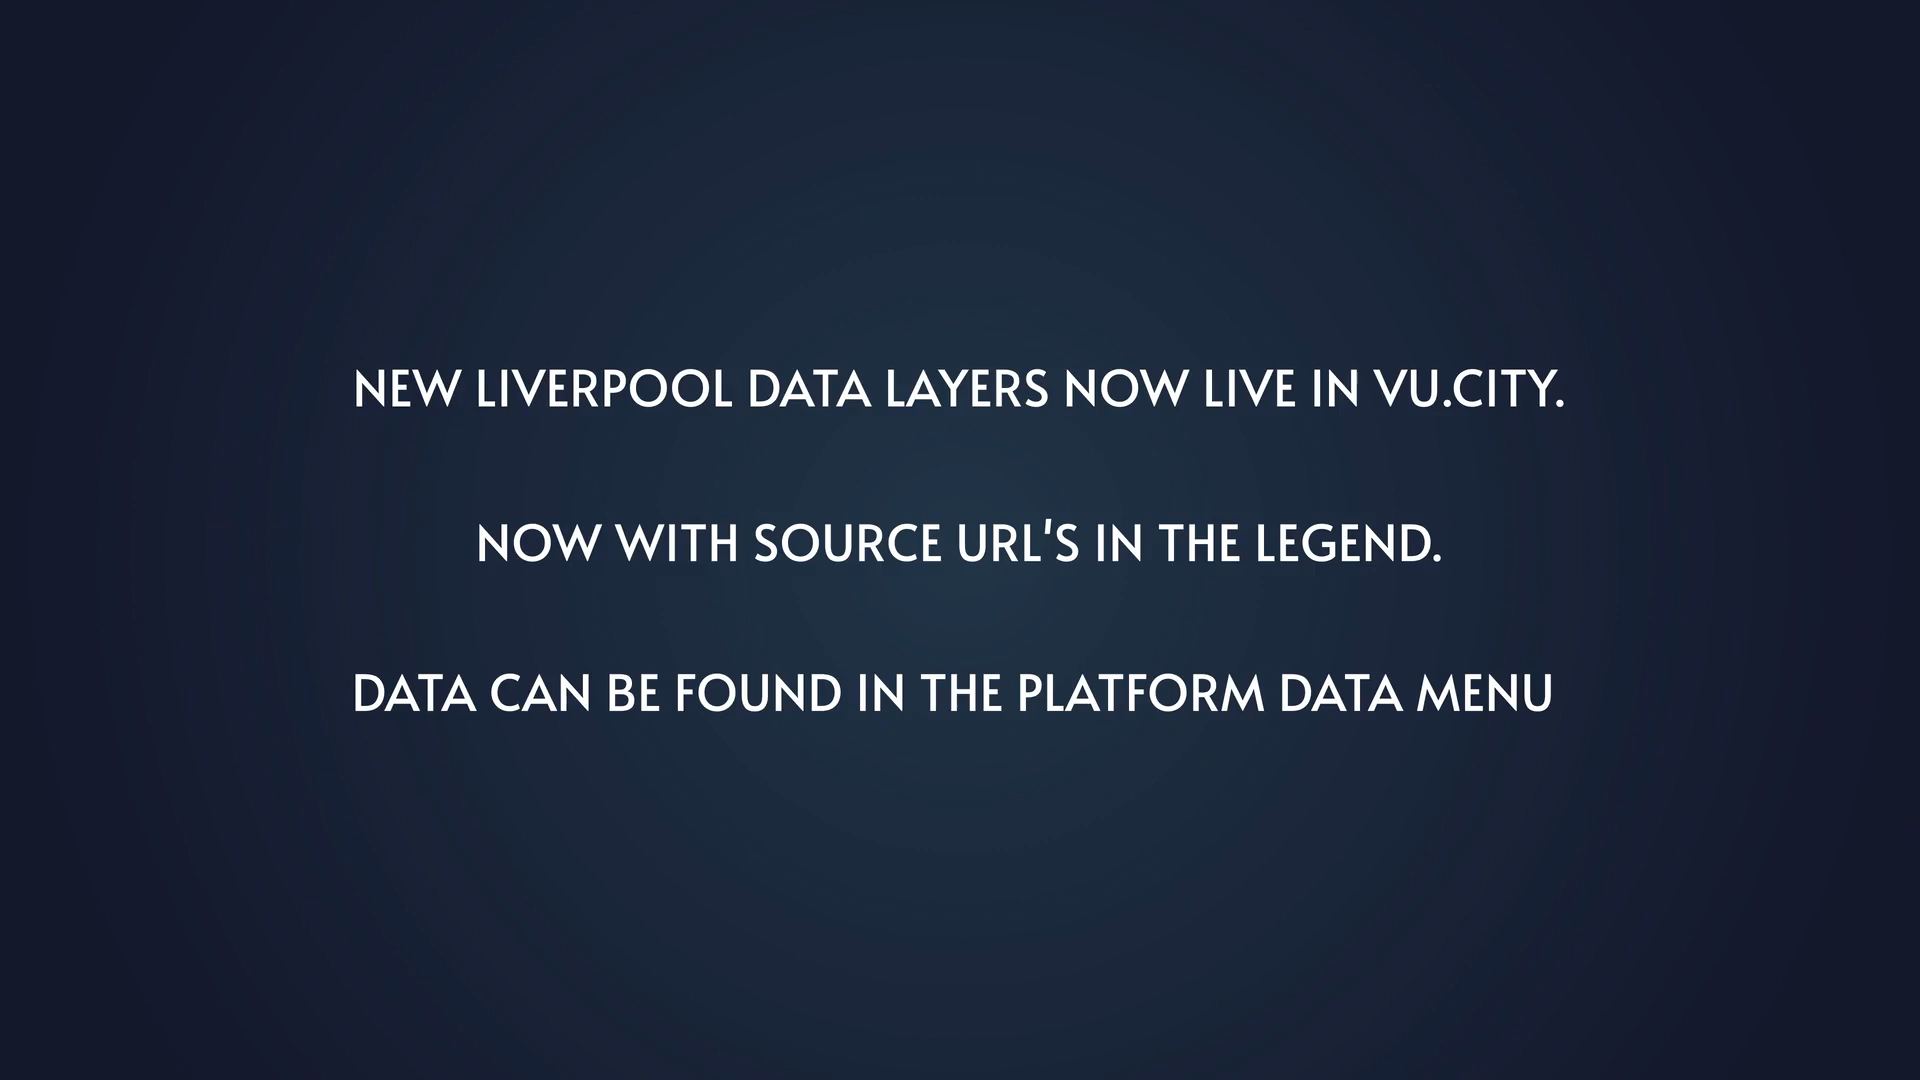 NEW LIVERPOOL DATA LAYERS NOW LIVE IN VU.CITY.
NOW WITH SOURCE URL'S IN THE LEGEND.
DATA CAN BE FOUND IN THE PLATFORM DATA MENU